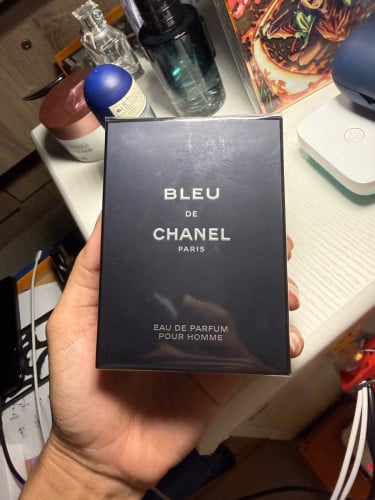 BLEU
DE
CHANEL
PARIS
EAU DE PARFUM
POUR HOMME